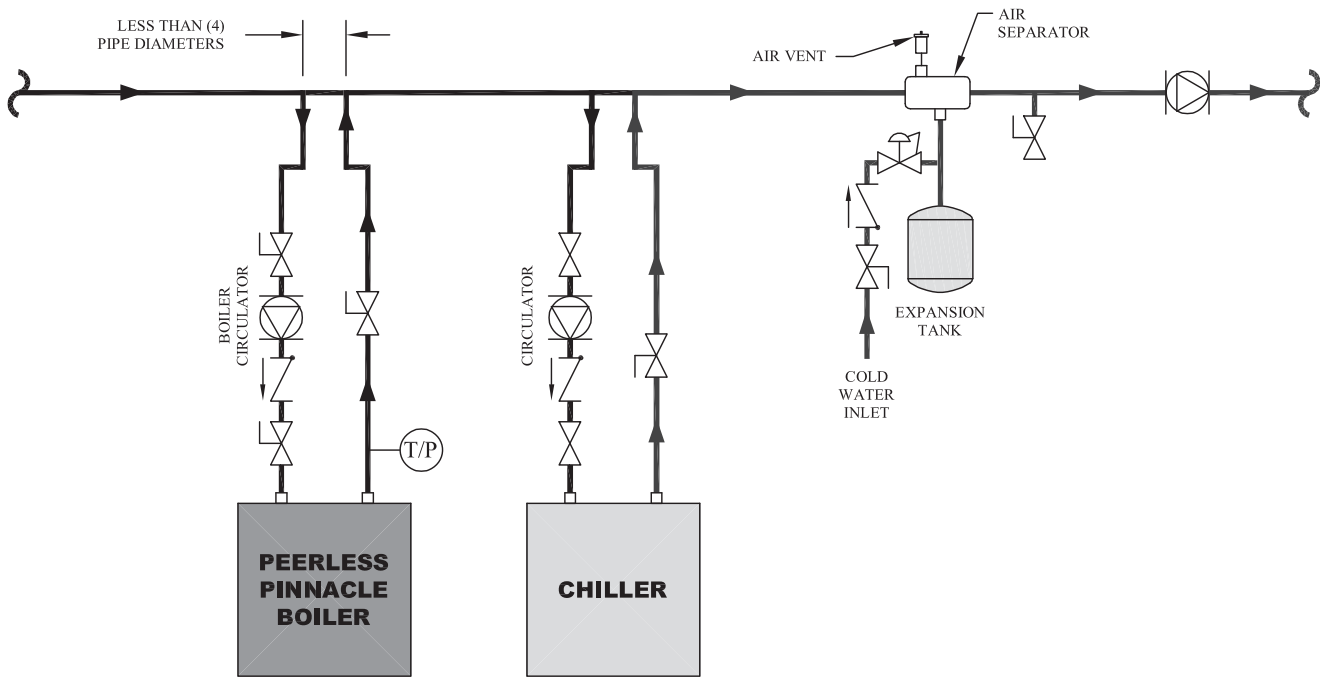 LESS THAN (4)
PIPE DIAMETERS
AIR VENT
AIR
SEPARATOR
BOILER
CIRCULATOR
CIRCULATOR
EXPANSION
TANK
COLD
WATER
INLET
T/P
PEERLESS
PINNACLE
BOILER
CHILLER